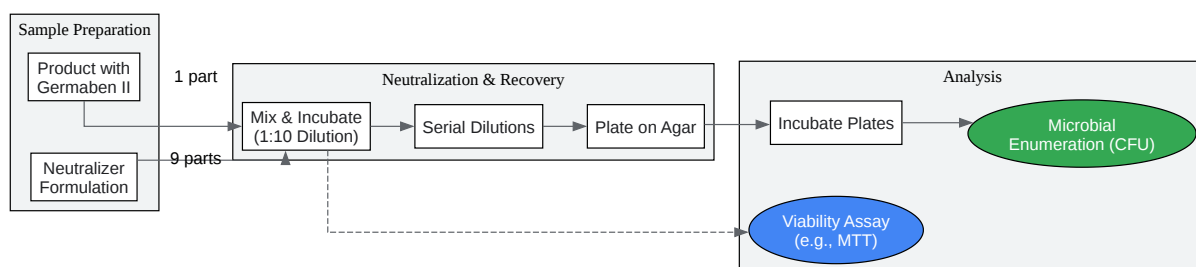 Sample Preparation
Product with
Germaben II
Neutralizer
Formulation
1 part
9 parts
Neutralization & Recovery
Mix & Incubate
(1:10 Dilution)
Serial Dilutions
Plate on Agar
Analysis
Incubate Plates
Microbial
Enumeration (CFU)
Viability Assay
(e.g., MTT)